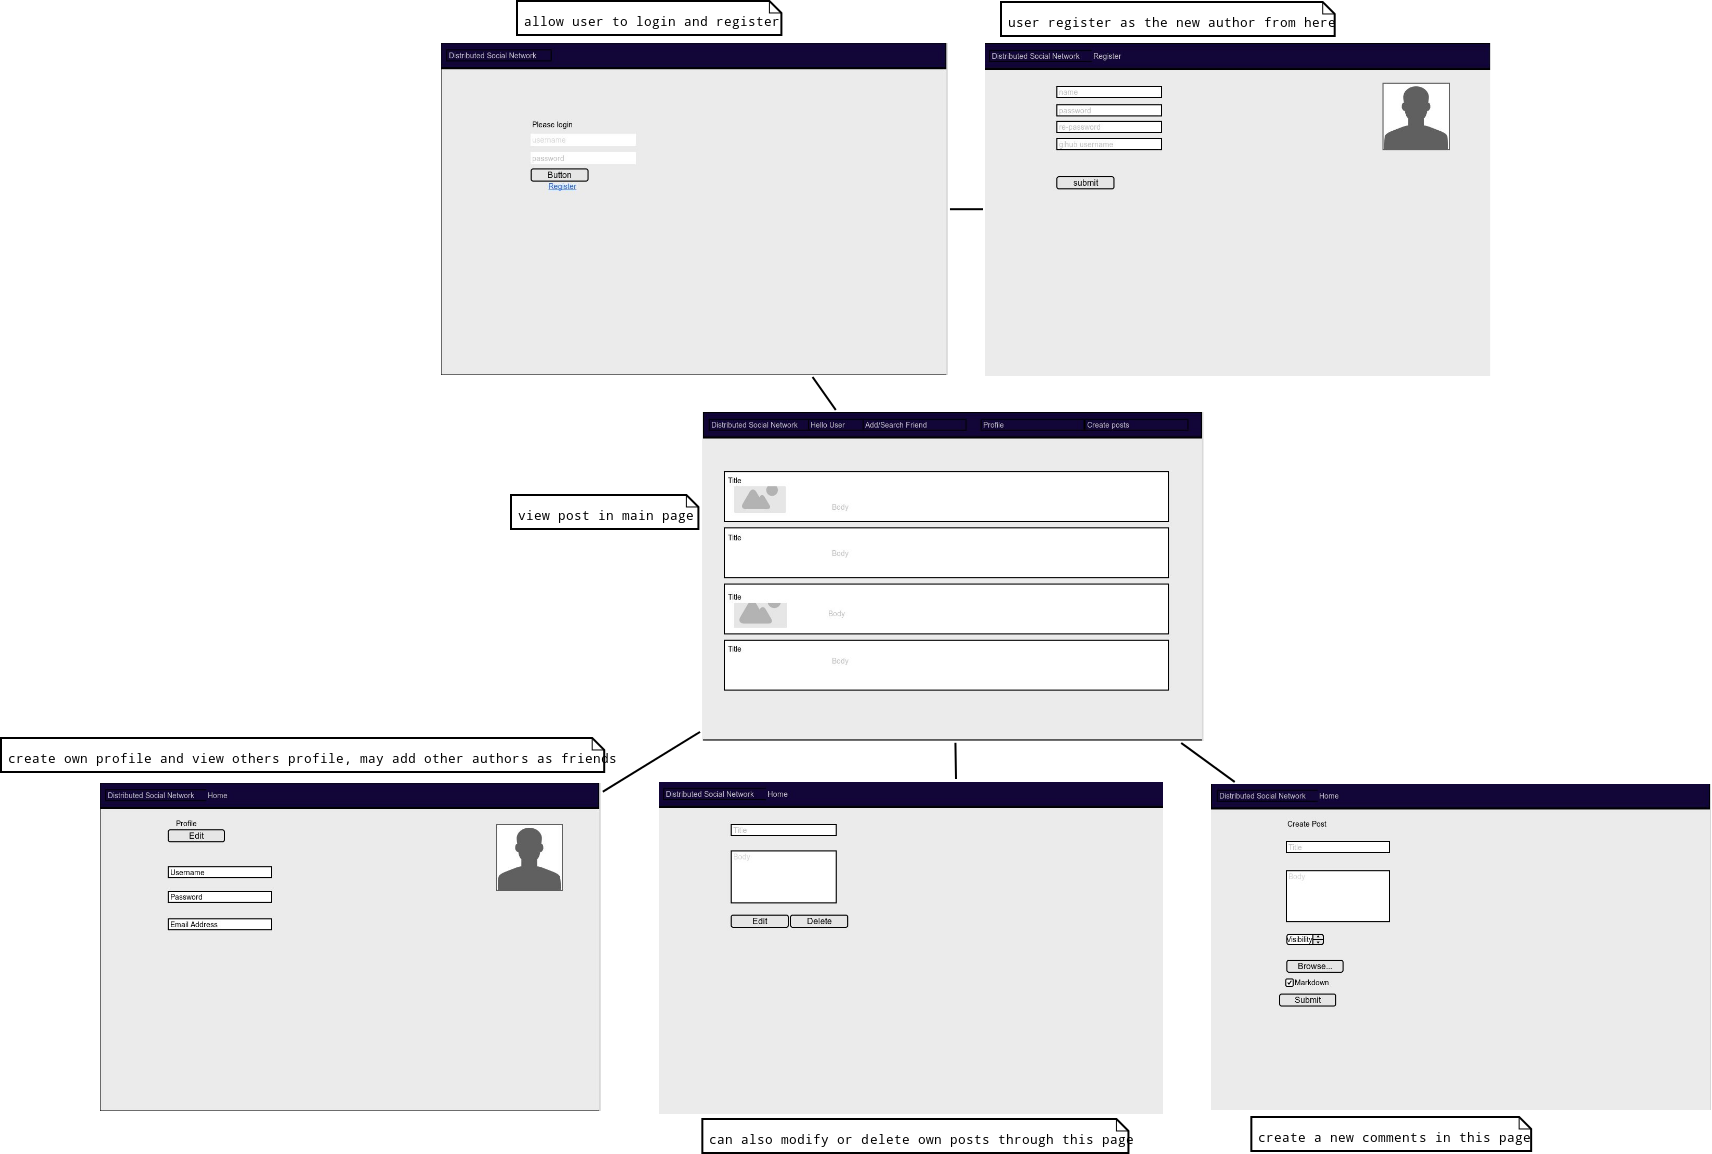 allow user to login and register
user register as the new author from here
Distributed Social Network
Please login
username
password
Button
Register
Distributed Social Network Register
name
password
re-password
submit
Distributed Social Network Hello User Add/Search Friend Profile Create posts
view post in main page
Title
Body
Title
Body
Title
Body
Title
Body
create own profile and view others profile, may add other authors as friends
Distributed Social Network Home
Profile
Edit
Username
Password
Email Address
Distributed Social Network Home
Title
Body
Edit Delete
can also modify or delete own posts through this page
Distributed Social Network Home
Create Post
Title
Body
Visibility
Browse...
Markdown
Submit
create a new comments in this page